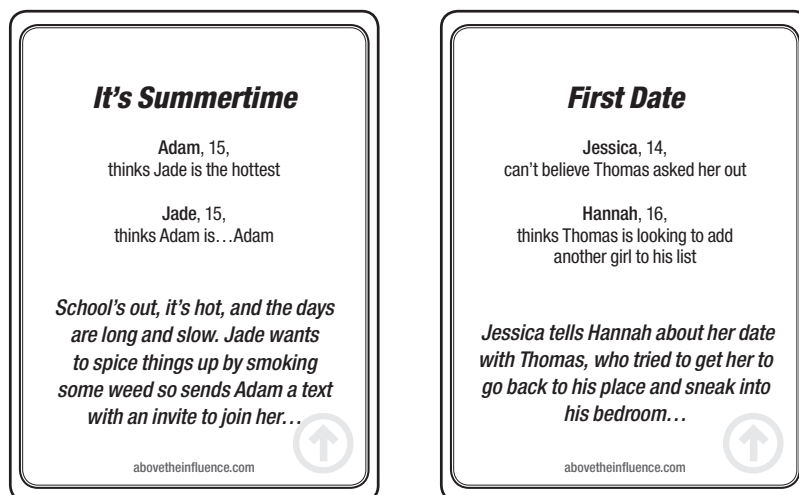 It's Summertime
Adam, 15,
thinks Jade is the hottest
Jade, 15,
thinks Adam is…Adam
School's out, it's hot, and the days
are long and slow. Jade wants
to spice things up by smoking
some weed so sends Adam a text
with an invite to join her…
abovetheinfluence.com
First Date
Jessica, 14,
can't believe Thomas asked her out
Hannah, 16,
thinks Thomas is looking to add
another girl to his list
Jessica tells Hannah about her date
with Thomas, who tried to get her to
go back to his place and sneak into
his bedroom…
abovetheinfluence.com